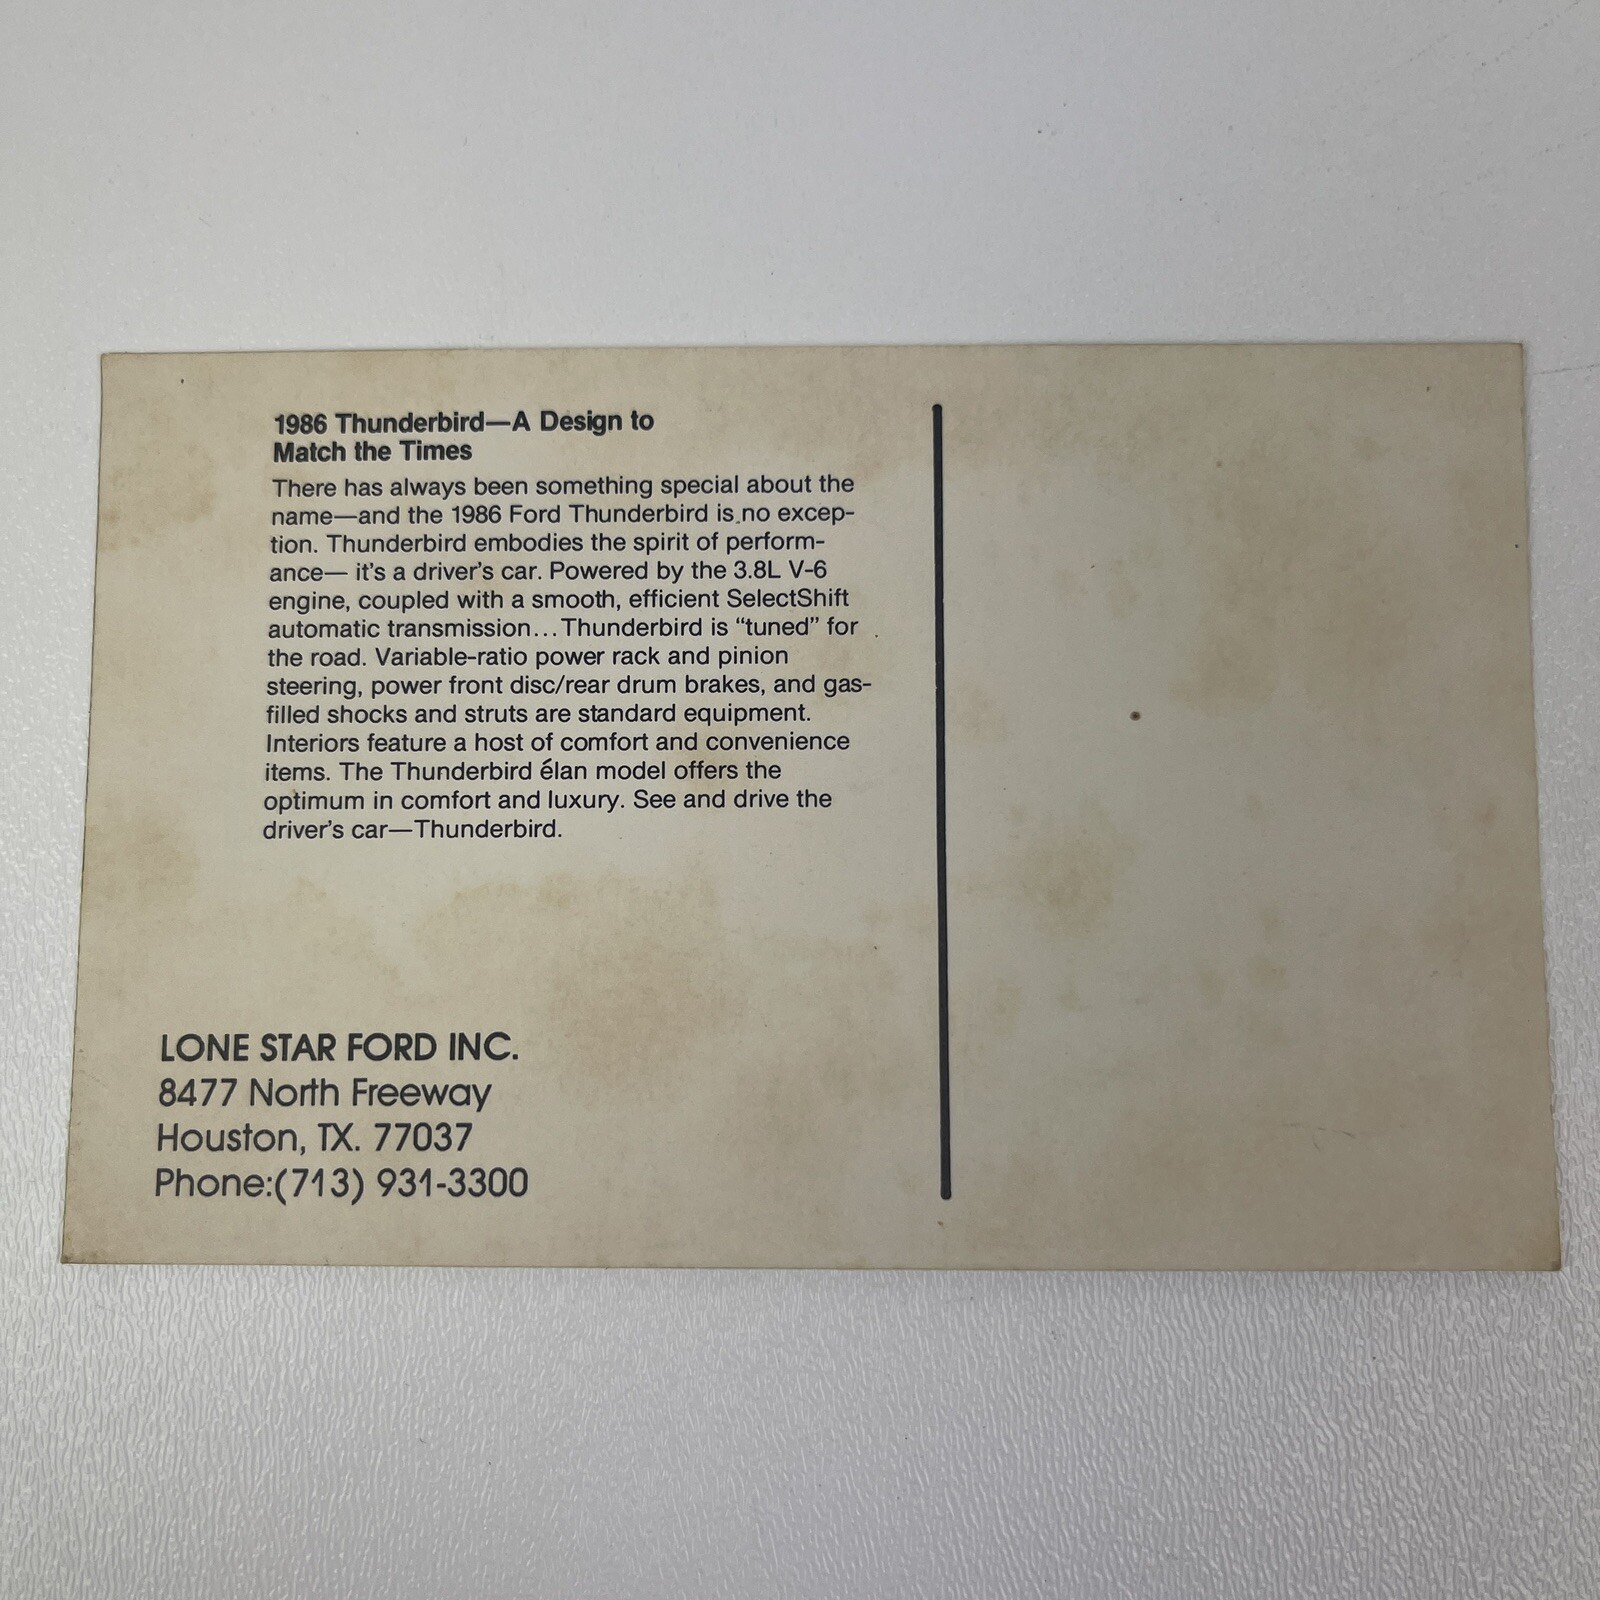 1986 Thunderbird—A Design to
Match the Times
There has always been something special about the
name—and the 1986 Ford Thunderbird is no excep-
tion. Thunderbird embodies the spirit of perform-
ance— it's a driver's car. Powered by the 3.8L V-6
engine, coupled with a smooth, efficient SelectShift
automatic transmission...Thunderbird is “tuned” for
the road. Variable-ratio power rack and pinion
steering, power front disc/rear drum brakes, and gas-
filled shocks and struts are standard equipment.
Interiors feature a host of comfort and convenience
items. The Thunderbird élan model offers the
optimum in comfort and luxury. See and drive the
driver's car—Thunderbird.
LONE STAR FORD INC.
8477 North Freeway
Houston, TX. 77037
Phone:(713) 931-3300